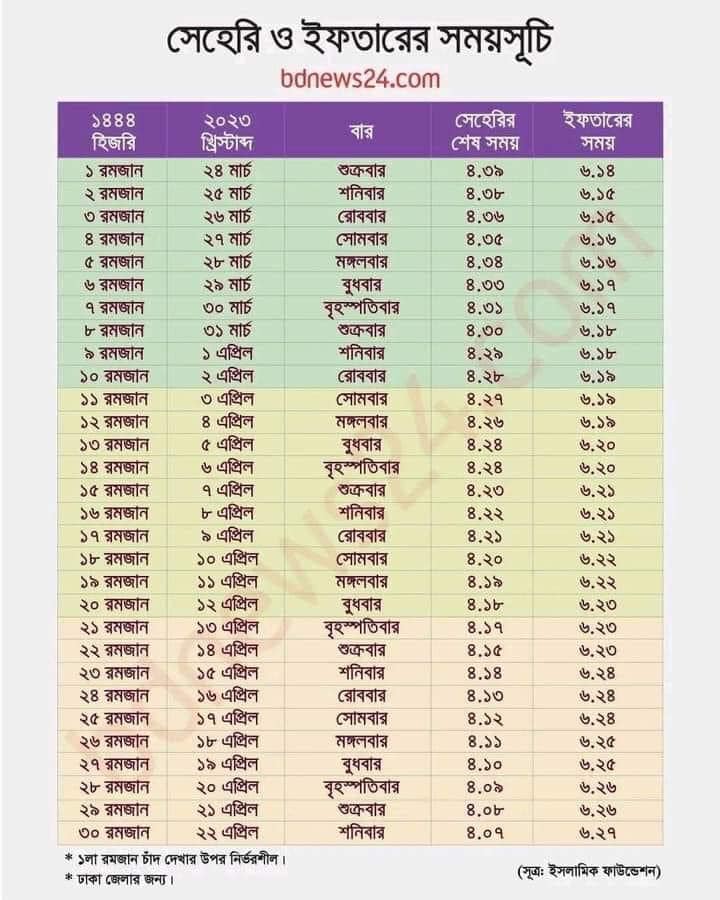 সেহেরি ও ইফতারের সময়সূচি
bdnews24.com
১৪৪৪ হিজরি ২০২৩ খ্রিস্টাব্দ বার সেহেরির শেষ সময় ইফতারের সময়
১ রমজান ২৪ মার্চ শুক্রবার ৪.৩৯ ৬.১৪
২ রমজান ২৫ মার্চ শনিবার ৪.৩৮ ৬.১৫
৩ রমজান ২৬ মার্চ রোববার ৪.৩৬ ৬.১৫
৪ রমজান ২৭ মার্চ সোমবার ৪.৩৫ ৬.১৬
৫ রমজান ২৮ মার্চ মঙ্গলবার ৪.৩৪ ৬.১৬
৬ রমজান ২৯ মার্চ বুধবার ৪.৩৩ ৬.১৭
৭ রমজান ৩০ মার্চ বৃহস্পতিবার ৪.৩১ ৬.১৭
৮ রমজান ৩১ মার্চ শুক্রবার ৪.৩০ ৬.১৮
৯ রমজান ১ এপ্রিল শনিবার ৪.২৯ ৬.১৮
১০ রমজান ২ এপ্রিল রোববার ৪.২৮ ৬.১৯
১১ রমজান ৩ এপ্রিল সোমবার ৪.২৭ ৬.১৯
১২ রমজান ৪ এপ্রিল মঙ্গলবার ৪.২৬ ৬.১৯
১৩ রমজান ৫ এপ্রিল বুধবার ৪.২৪ ৬.২০
১৪ রমজান ৬ এপ্রিল বৃহস্পতিবার ৪.২৪ ৬.২০
১৫ রমজান ৭ এপ্রিল শুক্রবার ৪.২৩ ৬.২১
১৬ রমজান ৮ এপ্রিল শনিবার ৪.২২ ৬.২১
১৭ রমজান ৯ এপ্রিল রোববার ৪.২১ ৬.২১
১৮ রমজান ১০ এপ্রিল সোমবার ৪.২০ ৬.২২
১৯ রমজান ১১ এপ্রিল মঙ্গলবার ৪.১৯ ৬.২২
২০ রমজান ১২ এপ্রিল বুধবার ৪.১৮ ৬.২৩
২১ রমজান ১৩ এপ্রিল বৃহস্পতিবার ৪.১৭ ৬.২৩
২২ রমজান ১৪ এপ্রিল শুক্রবার ৪.১৫ ৬.২৩
২৩ রমজান ১৫ এপ্রিল শনিবার ৪.১৪ ৬.২৪
২৪ রমজান ১৬ এপ্রিল রোববার ৪.১৩ ৬.২৪
২৫ রমজান ১৭ এপ্রিল সোমবার ৪.১২ ৬.২৪
২৬ রমজান ১৮ এপ্রিল মঙ্গলবার ৪.১১ ৬.২৫
২৭ রমজান ১৯ এপ্রিল বুধবার ৪.১০ ৬.২৫
২৮ রমজান ২০ এপ্রিল বৃহস্পতিবার ৪.০৯ ৬.২৬
২৯ রমজান ২১ এপ্রিল শুক্রবার ৪.০৮ ৬.২৬
৩০ রমজান ২২ এপ্রিল শনিবার ৪.০৭ ৬.২৭
* ১লা রমজান চাঁদ দেখার উপর নির্ভরশীল।
* ঢাকা জেলার জন্য।
(সূত্র: ইসলামিক ফাউন্ডেশন)
bdnews24.com